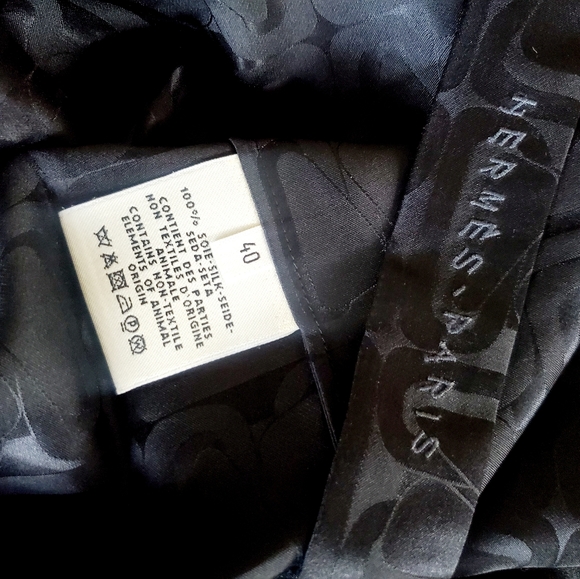 HERMES-PARIS
40
100% SOIE-SILK-SEIDE-
SEDA-SETA
CONTIENT DES PARTIES
NON TEXTILES D'ORIGINE
ANIMALE
CONTAINS NON-TEXTILE
ELEMENTS OF ANIMAL
ORIGIN